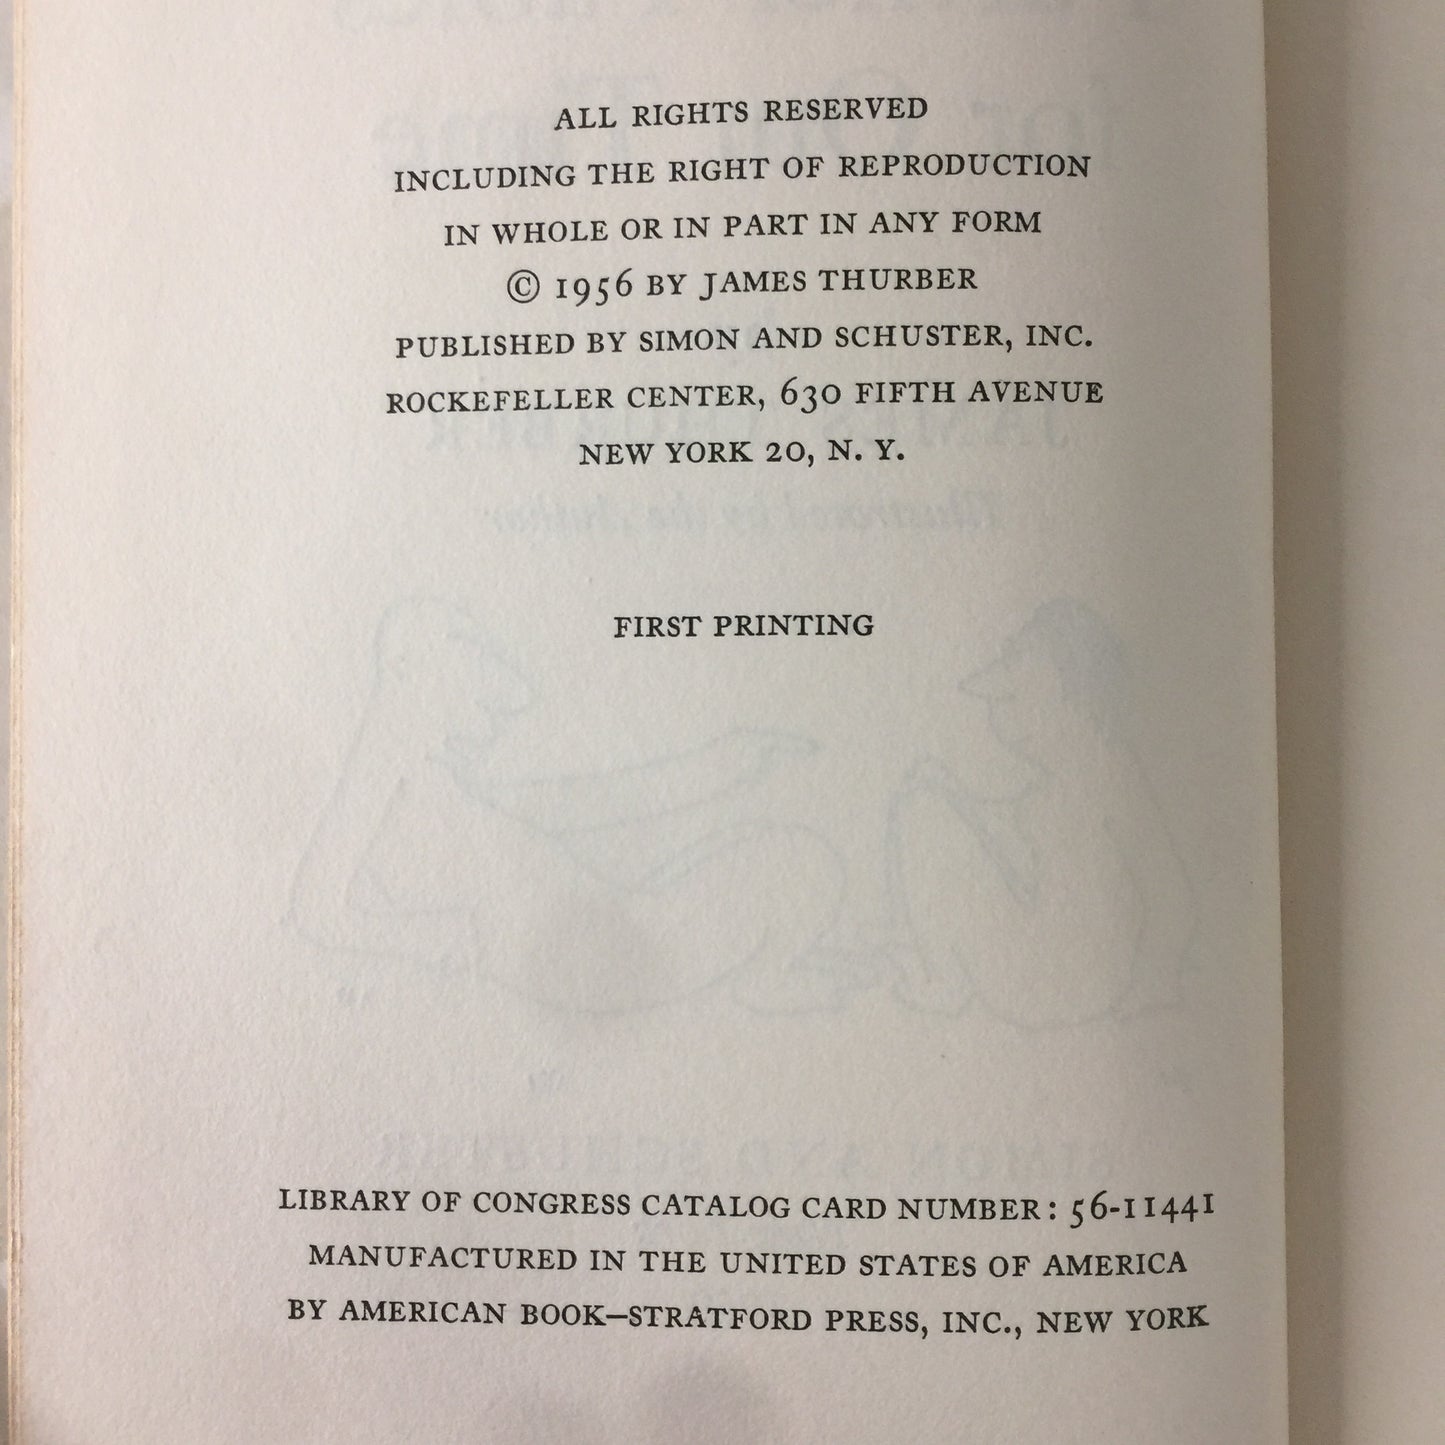 ALL RIGHTS RESERVED
INCLUDING THE RIGHT OF REPRODUCTION
IN WHOLE OR IN PART IN ANY FORM
© 1956 BY JAMES THURBER
PUBLISHED BY SIMON AND SCHUSTER, INC.
ROCKEFELLER CENTER, 630 FIFTH AVENUE
NEW YORK 20, N. Y.
FIRST PRINTING
LIBRARY OF CONGRESS CATALOG CARD NUMBER: 56-11441
MANUFACTURED IN THE UNITED STATES OF AMERICA
BY AMERICAN BOOK–STRATFORD PRESS, INC., NEW YORK